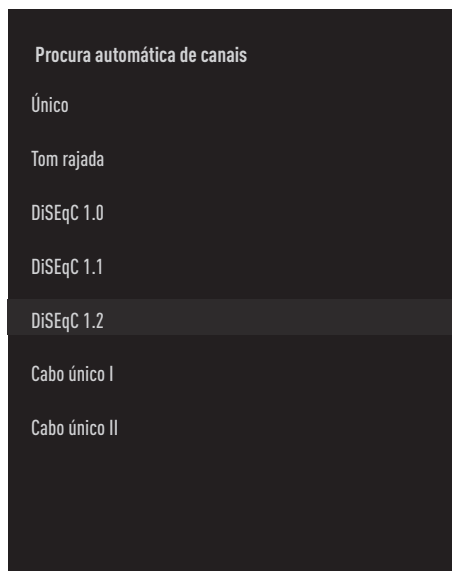 Procura automática de canais
Único
Tom rajada
DiSEqC 1.0
DiSEqC 1.1
DiSEqC 1.2
Cabo único I
Cabo único II